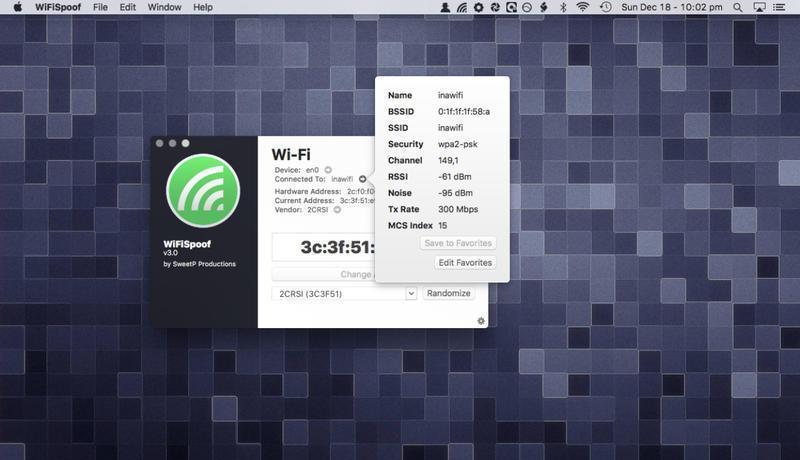 WiFiSpoof File Edit Window Help
Sun Dec 18 - 10:02 pm
Name inawifi
BSSID 0:1f:1f:1f:58:a
SSID inawifi
Security wpa2-psk
Channel 149,1
RSSI -61 dBm
Noise -95 dBm
Tx Rate 300 Mbps
MCS Index 15
Save to Favorites
Edit Favorites
Wi-Fi
Device: en0
Connected To: inawifi
Hardware Address: 2c:f0:f0
Current Address: 3c:3f:51:e
Vendor: 2CRSI
3c:3f:51:
Change
2CRSI (3C3F51)
Randomize
WiFiSpoof
v3.0
by SweetP Productions